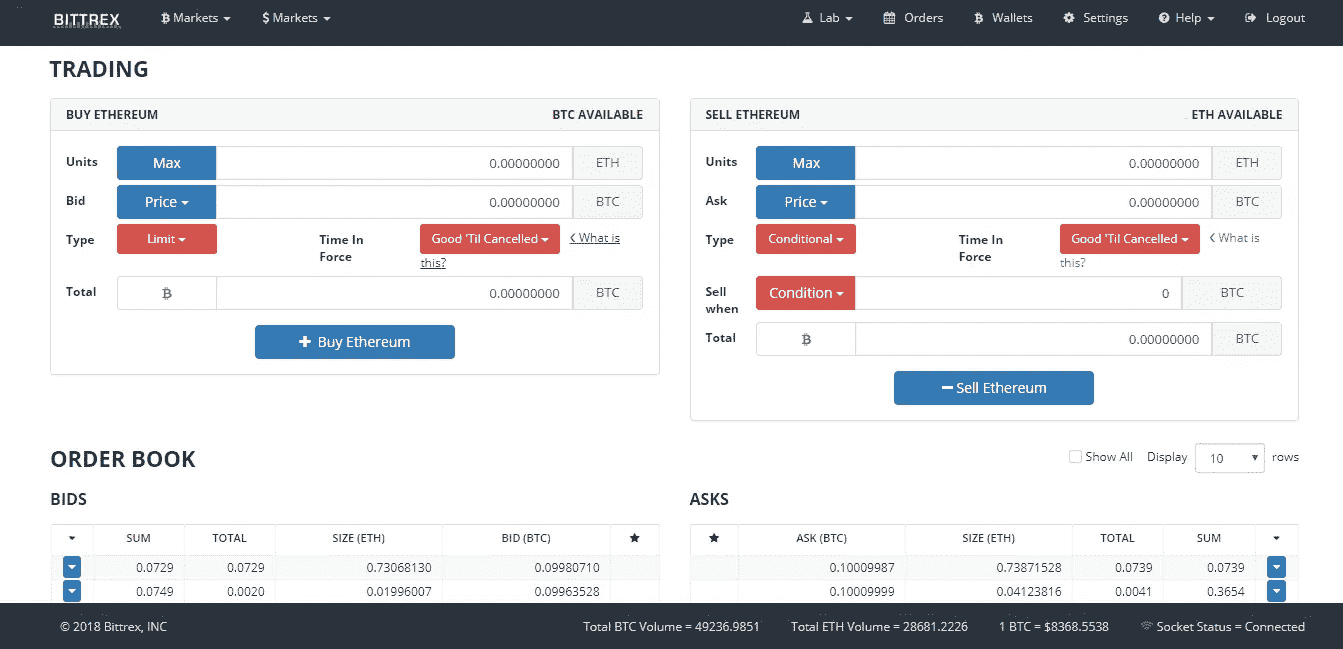 BITTREX Ƀ Markets $ Markets Lab Orders Ƀ Wallets Settings Help Logout
TRADING
BUY ETHEREUM BTC AVAILABLE
Units Max 0.00000000 ETH
Bid Price 0.00000000 BTC
Type Limit Time In Force Good 'Til Cancelled < What is this?
Total Ƀ 0.00000000 BTC
+ Buy Ethereum
SELL ETHEREUM ETH AVAILABLE
Units Max 0.00000000 ETH
Ask Price 0.00000000 BTC
Type Conditional Time In Force Good 'Til Cancelled < What is this?
Sell when Condition 0 BTC
Total Ƀ 0.00000000 BTC
− Sell Ethereum
ORDER BOOK Show All Display 10 rows
BIDS
SUM TOTAL SIZE (ETH) BID (BTC)
0.0729 0.0729 0.73068130 0.09980710
0.0749 0.0020 0.01996007 0.09963528
ASKS
ASK (BTC) SIZE (ETH) TOTAL SUM
0.10009987 0.73871528 0.0739 0.0739
0.10009999 0.04123816 0.0041 0.3654
© 2018 Bittrex, INC Total BTC Volume = 49236.9851 Total ETH Volume = 28681.2226 1 BTC = $8368.5538 Socket Status = Connected